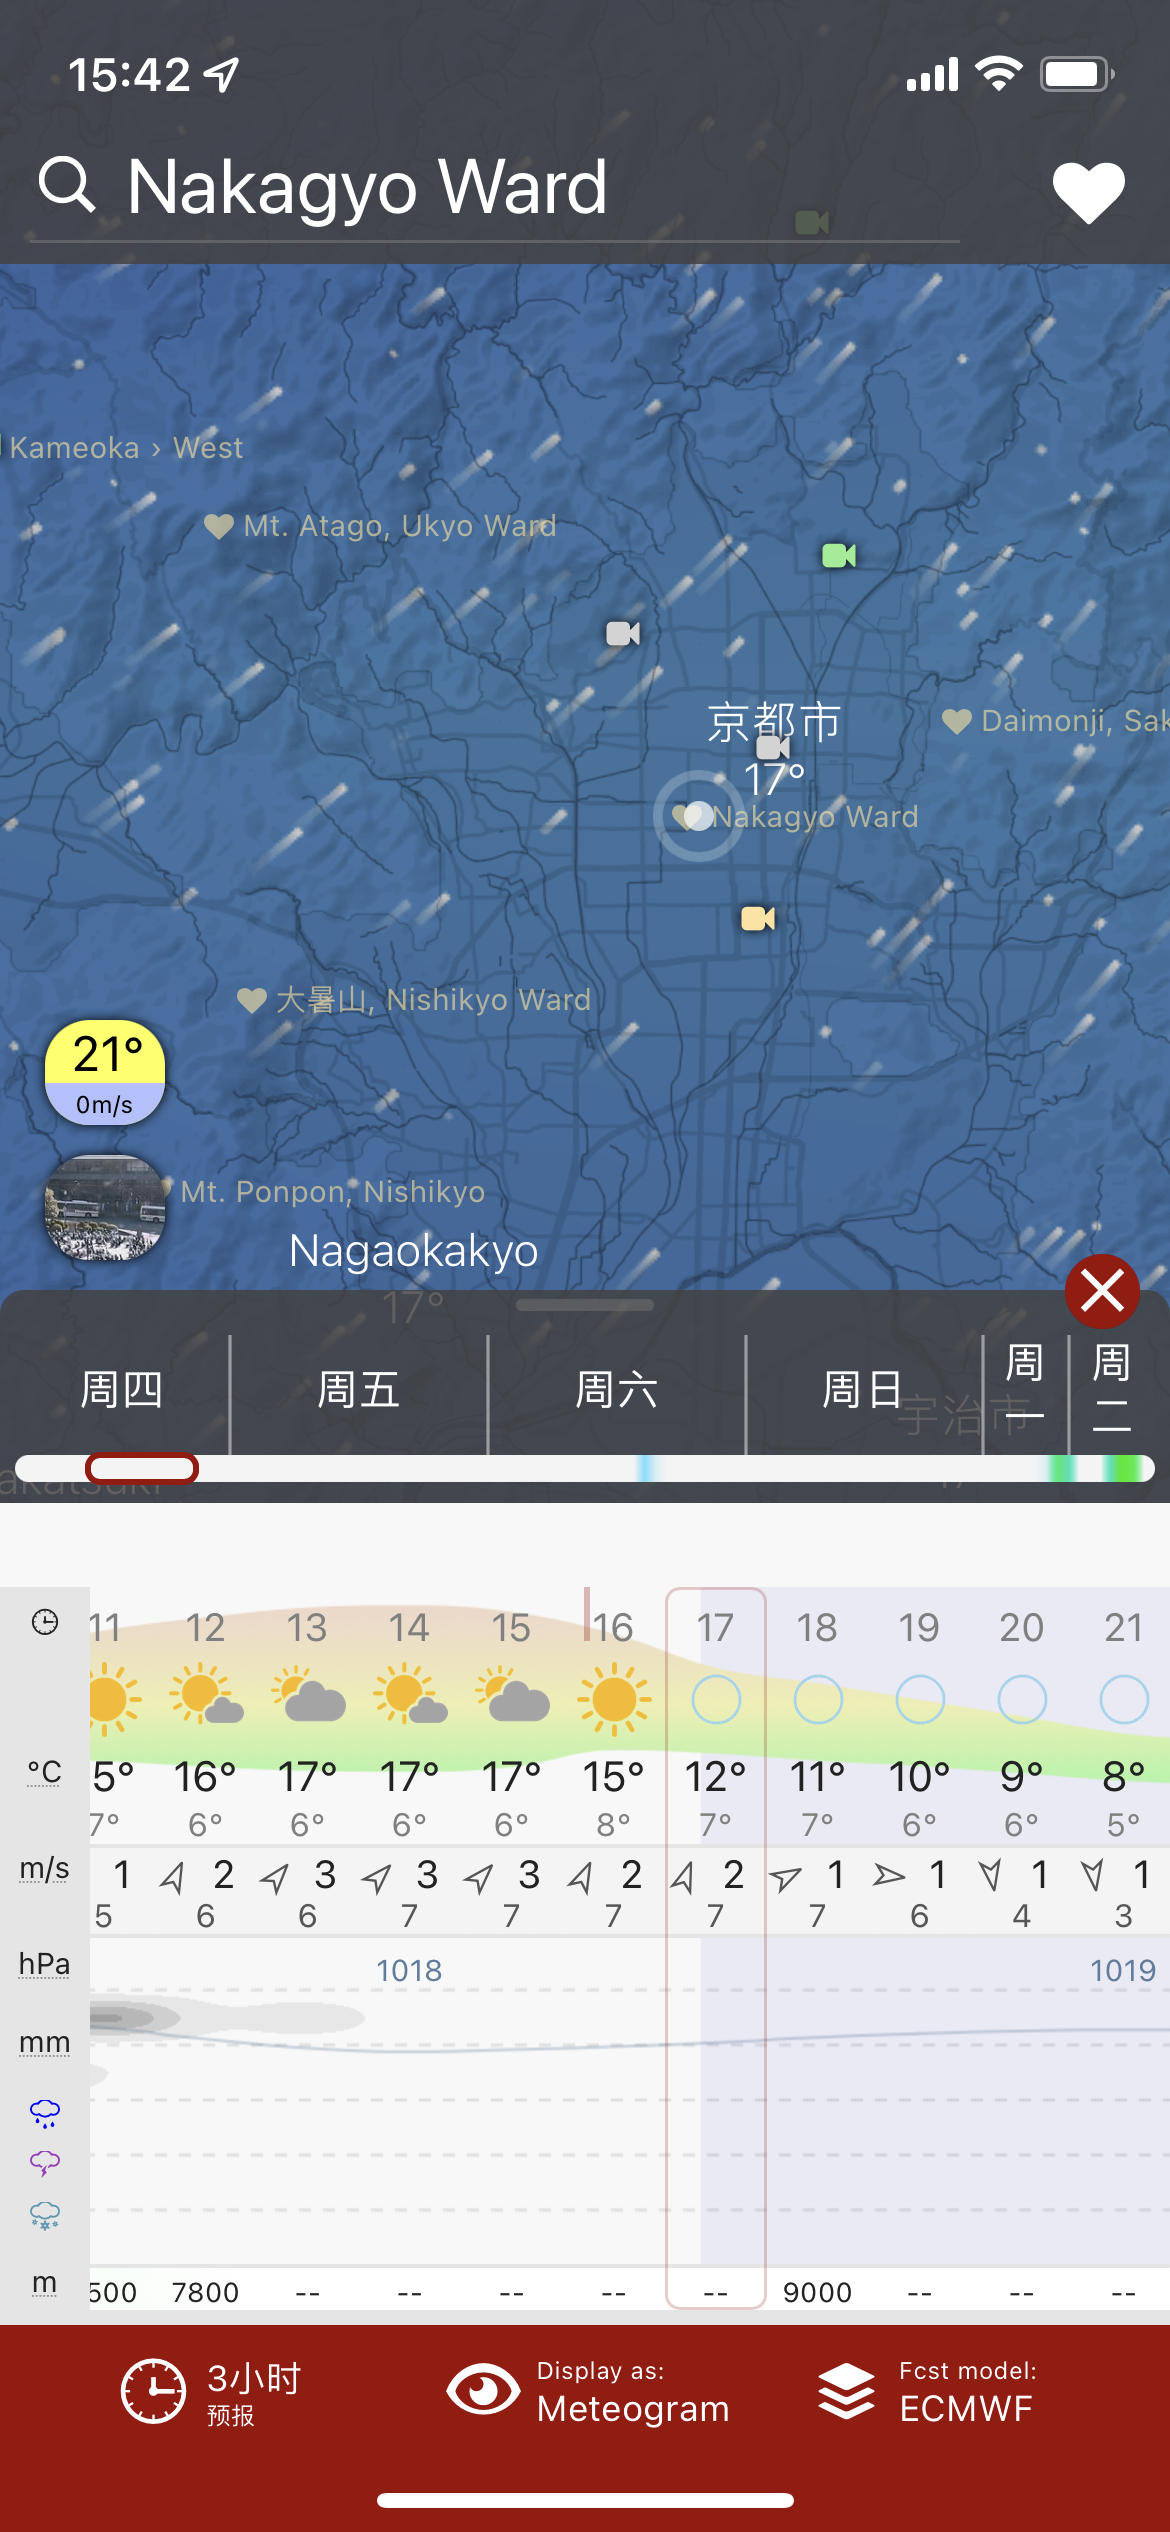 15:42
Nakagyo Ward
Kameoka › West
Mt. Atago, Ukyo Ward
京都市
17°
Daimonji, Sak
Nakagyo Ward
大暑山, Nishikyo Ward
21°
0m/s
Mt. Ponpon, Nishikyo
Nagaokakyo
17°
周四 周五 周六 周日 周一 周二
宇治市
akatsuki
11 12 13 14 15 16 17 18 19 20 21
°C 5° 16° 17° 17° 17° 15° 12° 11° 10° 9° 8°
7° 6° 6° 6° 6° 8° 7° 7° 6° 6° 5°
m/s 1 2 3 3 3 2 2 1 1 1 1
5 6 6 7 7 7 7 7 6 4 3
hPa 1018 1019
mm
m 500 7800 -- -- -- -- -- 9000 -- -- --
3小时
预报
Display as:
Meteogram
Fcst model:
ECMWF